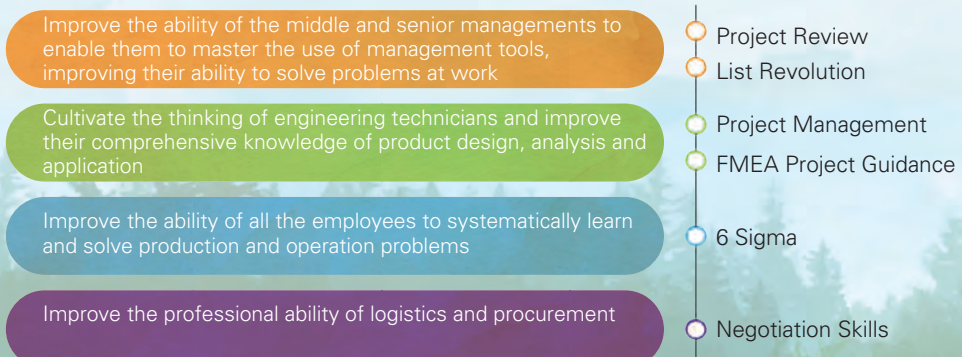 Improve the ability of the middle and senior managements to
enable them to master the use of management tools,
improving their ability to solve problems at work
Project Review
List Revolution
Cultivate the thinking of engineering technicians and improve
their comprehensive knowledge of product design, analysis and
application
Project Management
FMEA Project Guidance
Improve the ability of all the employees to systematically learn
and solve production and operation problems
6 Sigma
Improve the professional ability of logistics and procurement
Negotiation Skills